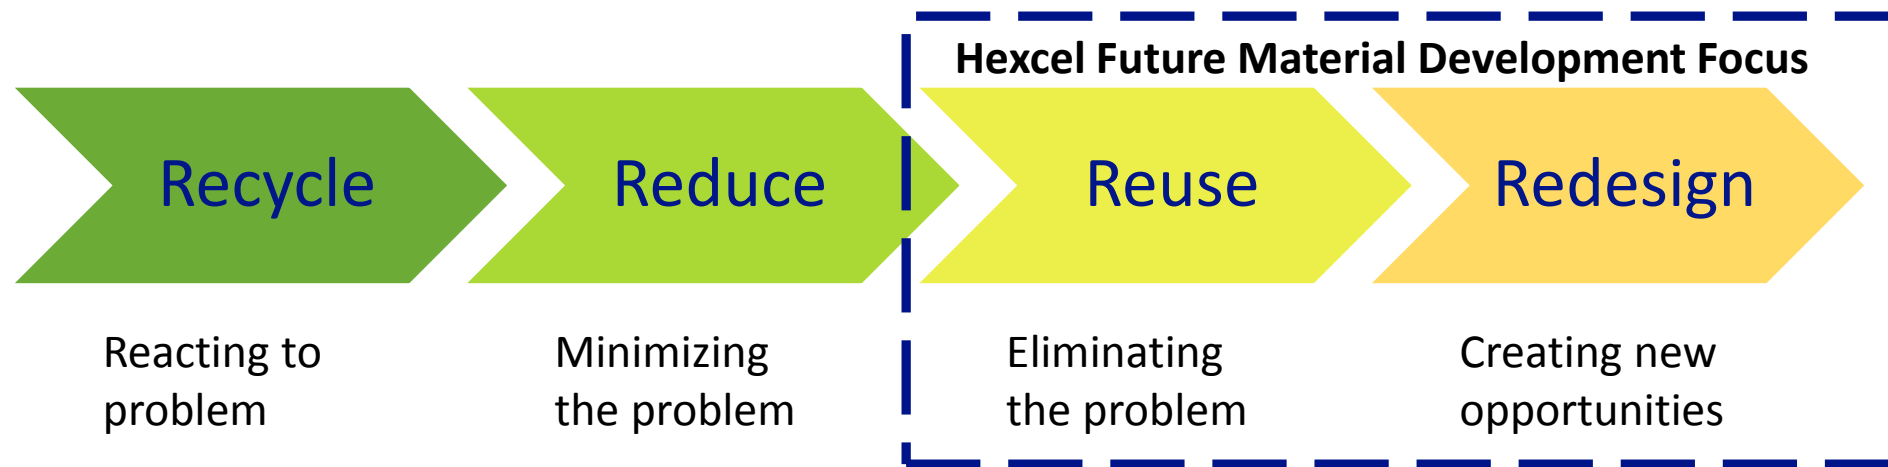 Hexcel Future Material Development Focus
Recycle
Reduce
Reuse
Redesign
Reacting to
problem
Minimizing
the problem
Eliminating
the problem
Creating new
opportunities